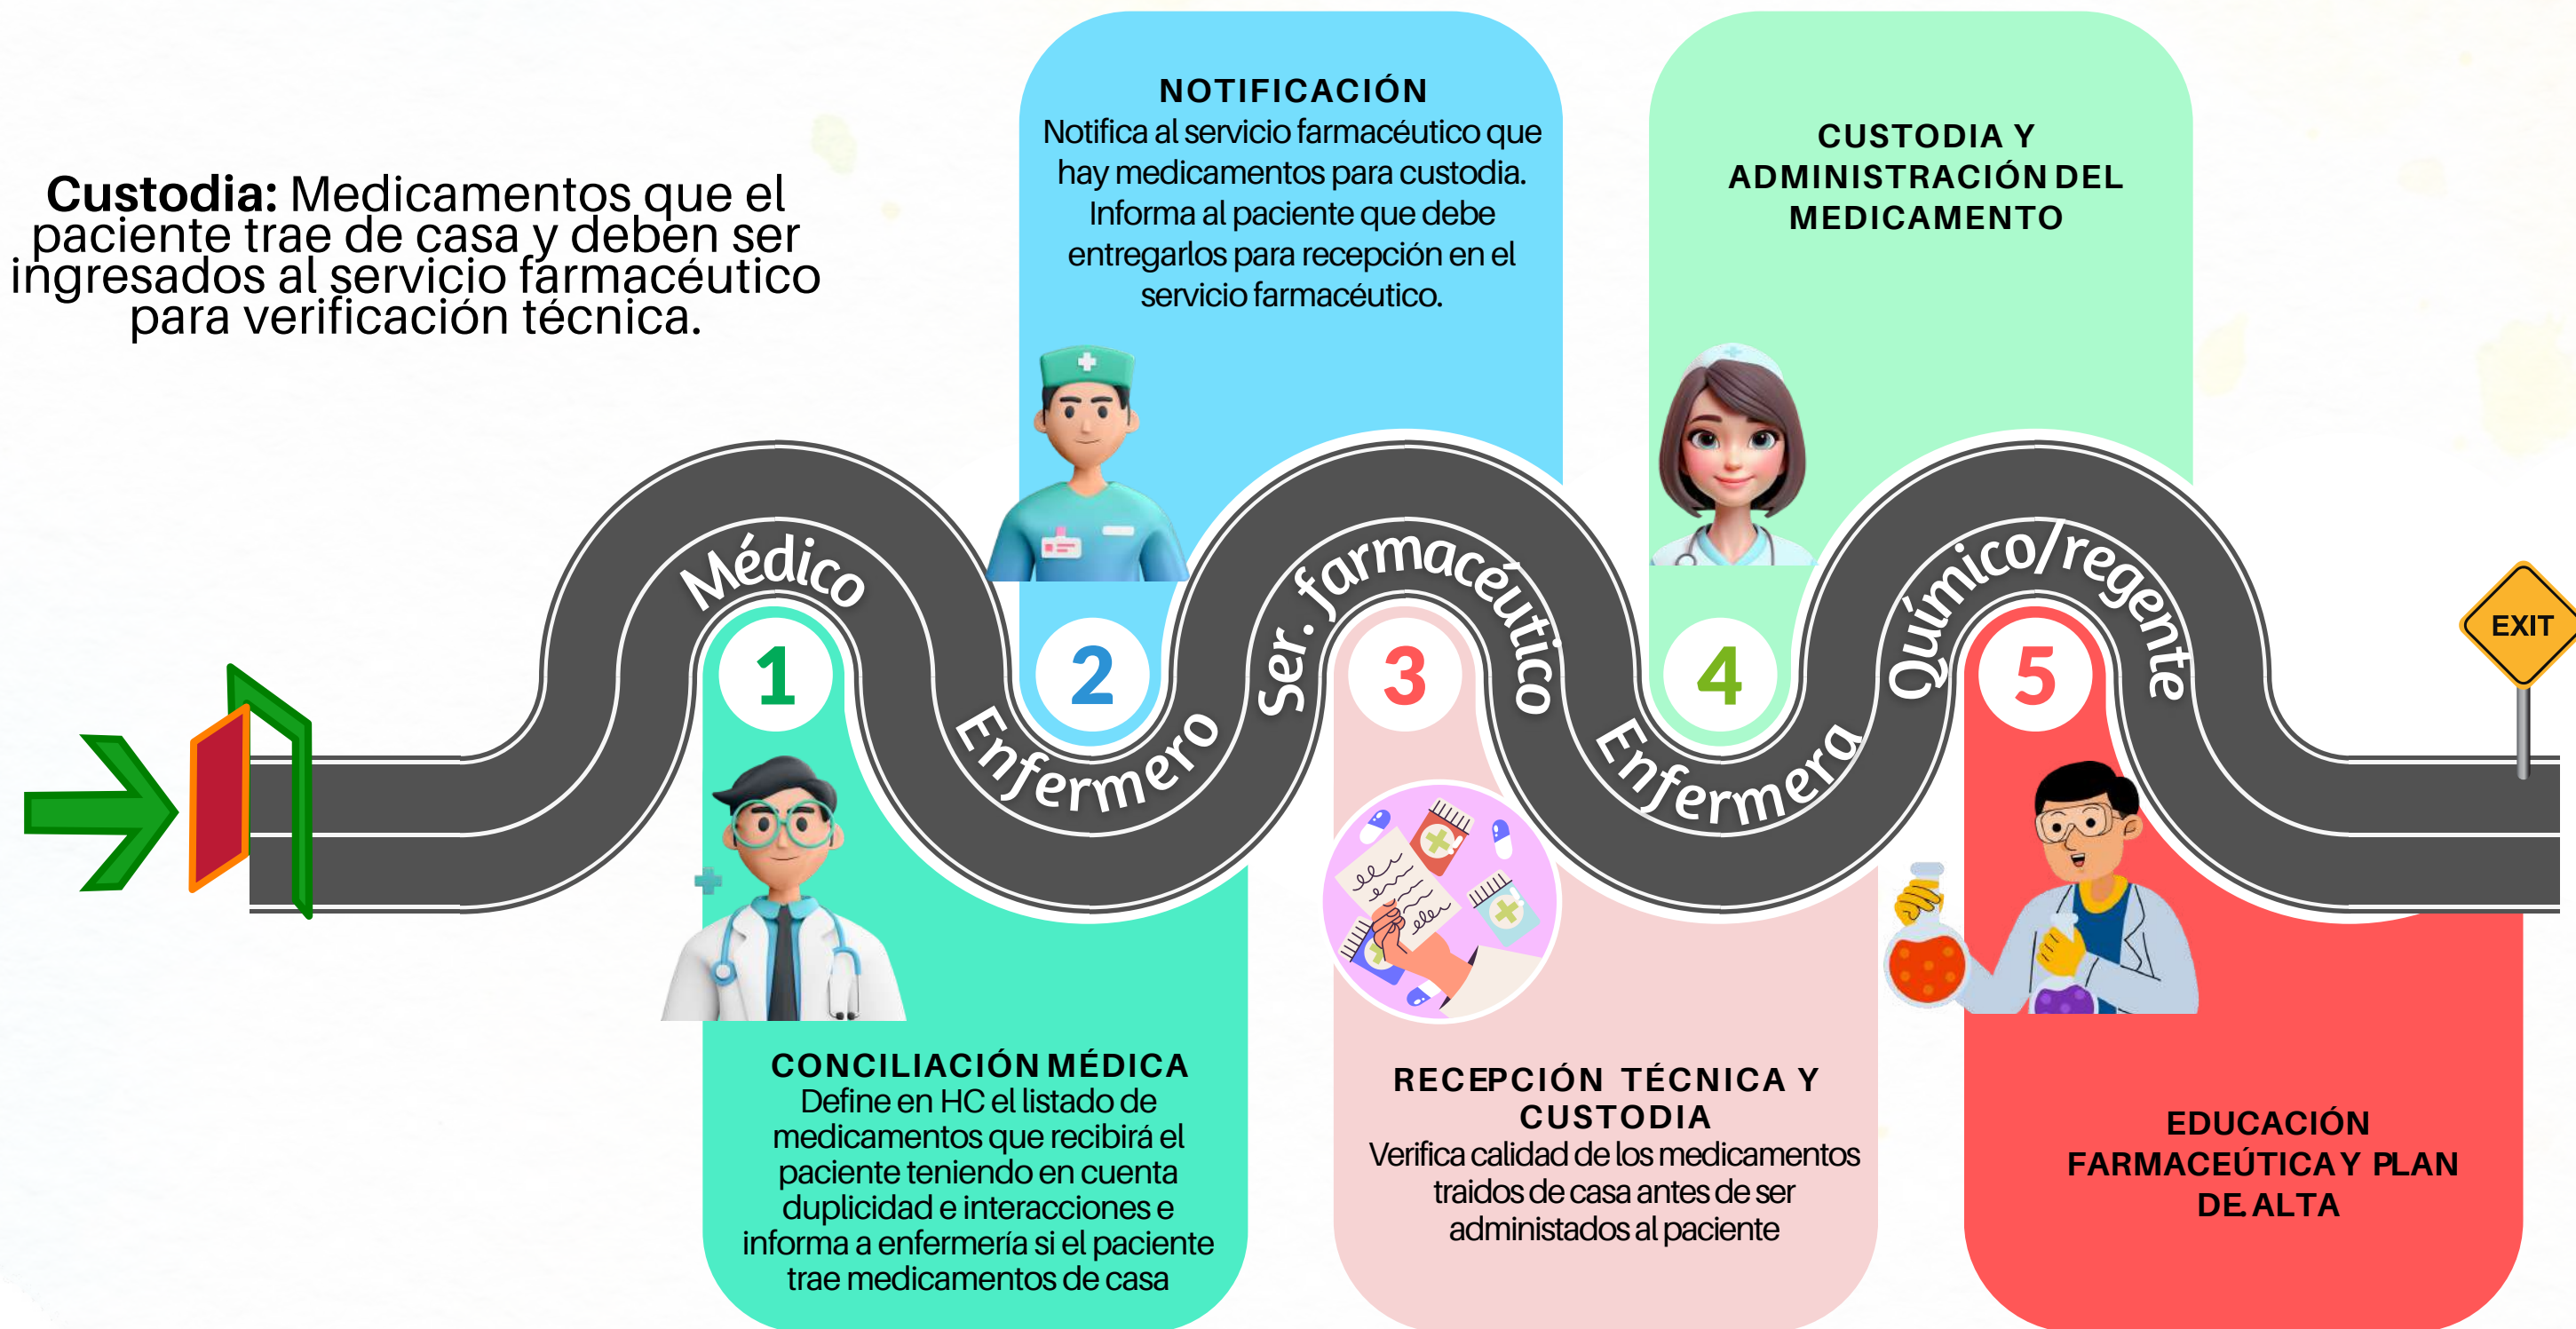 Custodia: Medicamentos que el
paciente trae de casa y deben ser
ingresados al servicio farmacéutico
para verificación técnica.
NOTIFICACIÓN
Notifica al servicio farmacéutico que
hay medicamentos para custodia.
Informa al paciente que debe
entregarlos para recepción en el
servicio farmacéutico.
CUSTODIA Y
ADMINISTRACIÓN DEL
MEDICAMENTO
Médico
1
Enfermero
2
Ser. farmacéutico
3
Enfermera
4
Químico/regente
5
EXIT
CONCILIACIÓN MÉDICA
Define en HC el listado de
medicamentos que recibirá el
paciente teniendo en cuenta
duplicidad e interacciones e
informa a enfermería si el paciente
trae medicamentos de casa
RECEPCIÓN TÉCNICA Y
CUSTODIA
Verifica calidad de los medicamentos
traidos de casa antes de ser
administados al paciente
EDUCACIÓN
FARMACEÚTICA Y PLAN
DE. ALTA